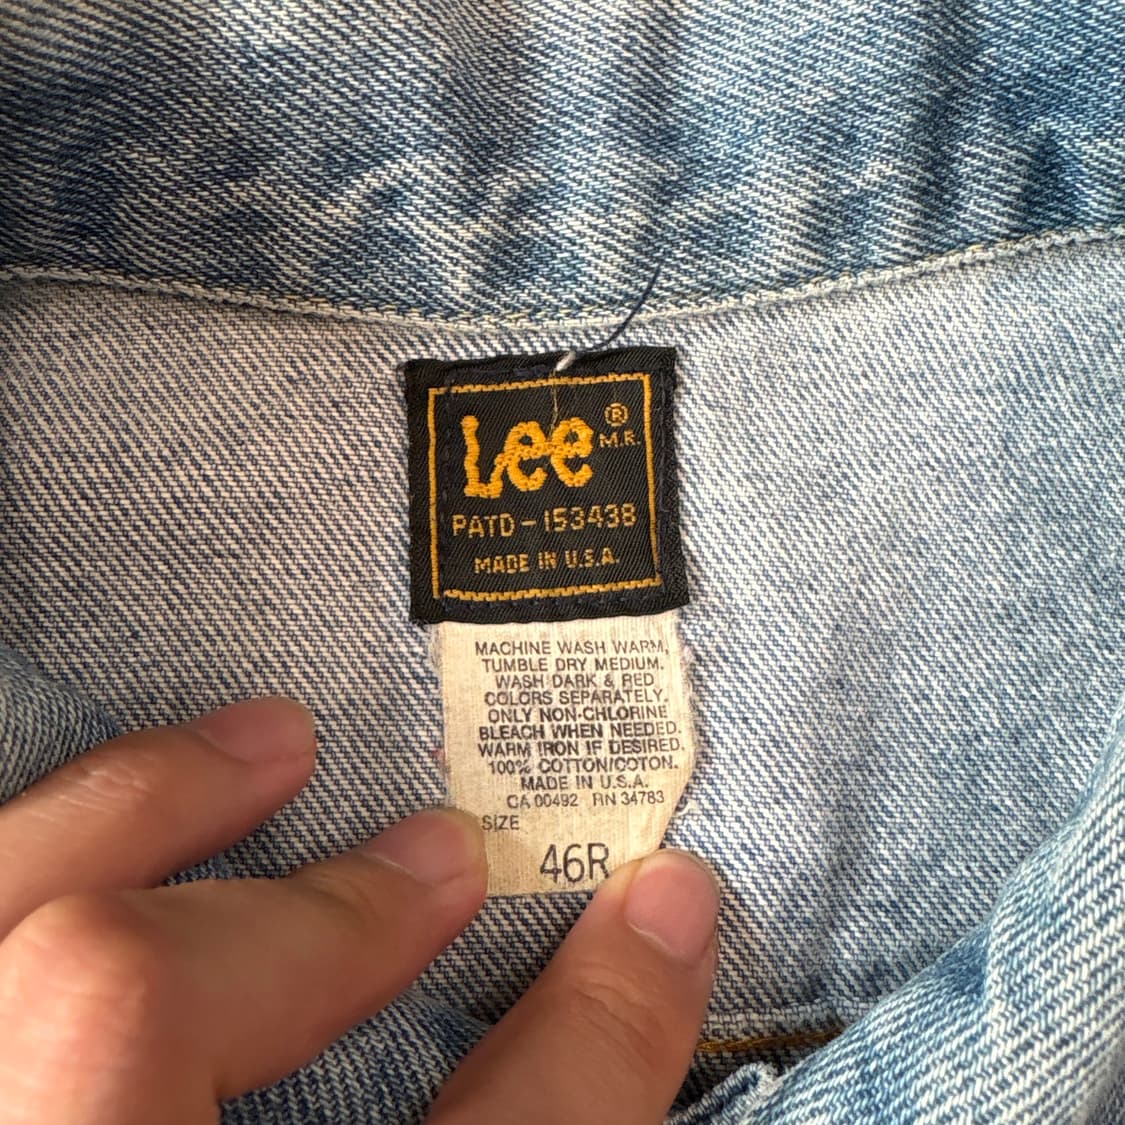 Lee®
M.R.
PATD - 153438
MADE IN U.S.A.
MACHINE WASH WARM,
TUMBLE DRY MEDIUM.
WASH DARK & RED
COLORS SEPARATELY.
ONLY NON-CHLORINE
BLEACH WHEN NEEDED.
WARM IRON IF DESIRED.
100% COTTON/COTON.
MADE IN U.S.A.
CA 00492 RN 34783
SIZE
46R